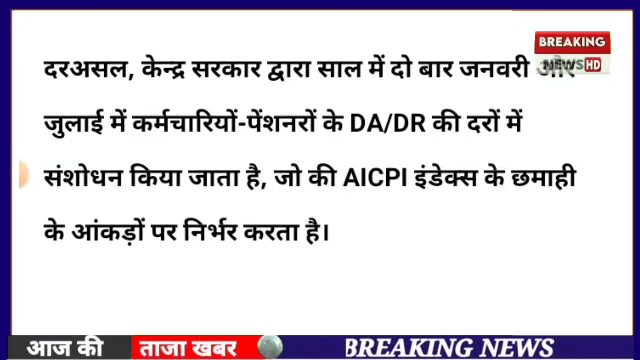 BREAKING
NEWS HD
दरअसल, केन्द्र सरकार द्वारा साल में दो बार जनवरी और
जुलाई में कर्मचारियों-पेंशनरों के DA/DR की दरों में
संशोधन किया जाता है, जो की AICPI इंडेक्स के छमाही
के आंकड़ों पर निर्भर करता है।
आज की ताजा खबर BREAKING NEWS